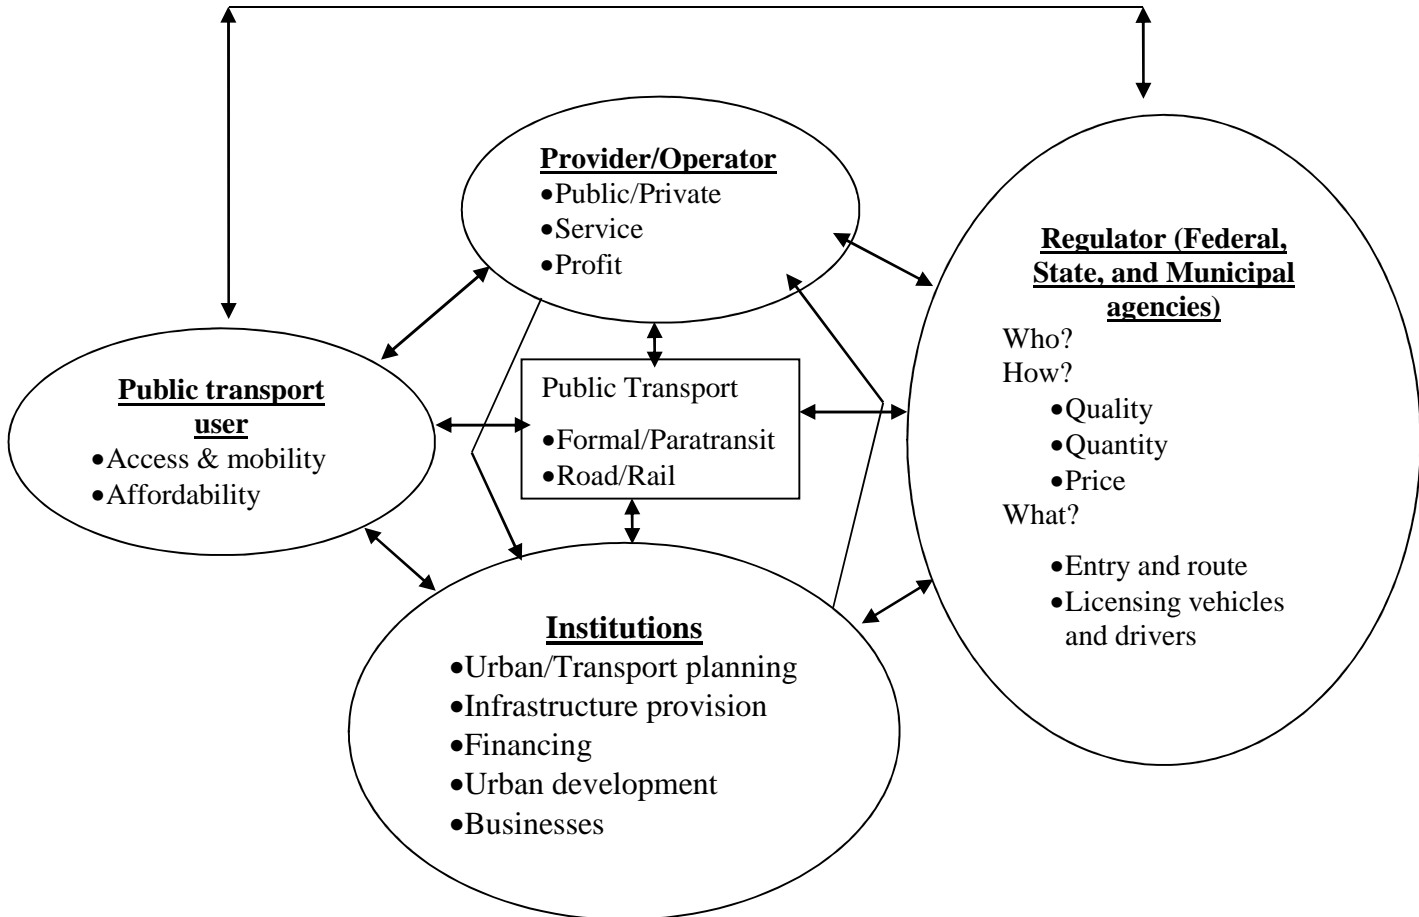 Provider/Operator
•Public/Private
•Service
•Profit
Public transport
user
•Access & mobility
•Affordability
Public Transport
•Formal/Paratransit
•Road/Rail
Regulator (Federal,
State, and Municipal
agencies)
Who?
How?
•Quality
•Quantity
•Price
What?
•Entry and route
•Licensing vehicles
and drivers
Institutions
•Urban/Transport planning
•Infrastructure provision
•Financing
•Urban development
•Businesses